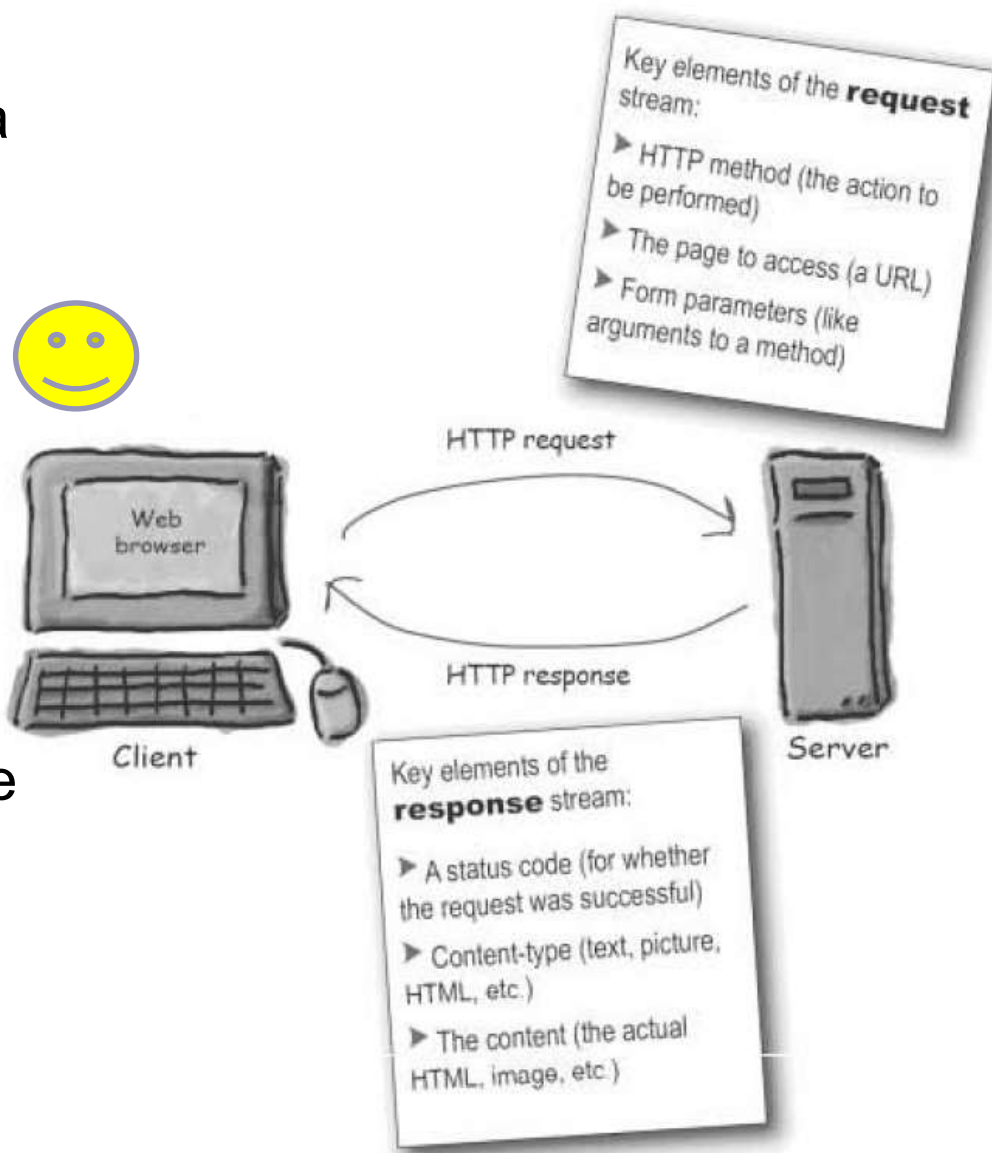 a
Key elements of the request
stream:
➤ HTTP method (the action to
be performed)
➤ The page to access (a URL)
➤ Form parameters (like
arguments to a method)
HTTP request
Web
browser
HTTP response
Client
Server
e
Key elements of the
response stream:
➤ A status code (for whether
the request was successful)
➤ Content-type (text, picture,
HTML, etc.)
➤ The content (the actual
HTML, image, etc.)